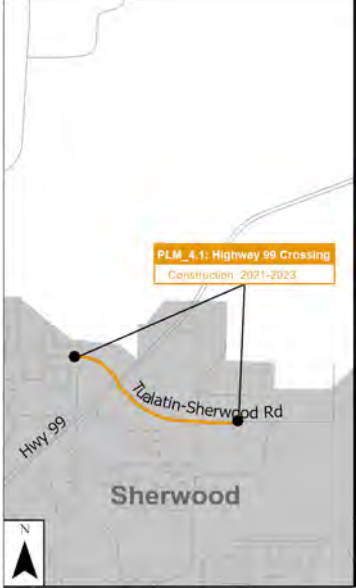 PLM_4.1: Highway 99 Crossing
Construction: 2021-2023
Tualatin-Sherwood Rd
Hwy 99
Sherwood
N